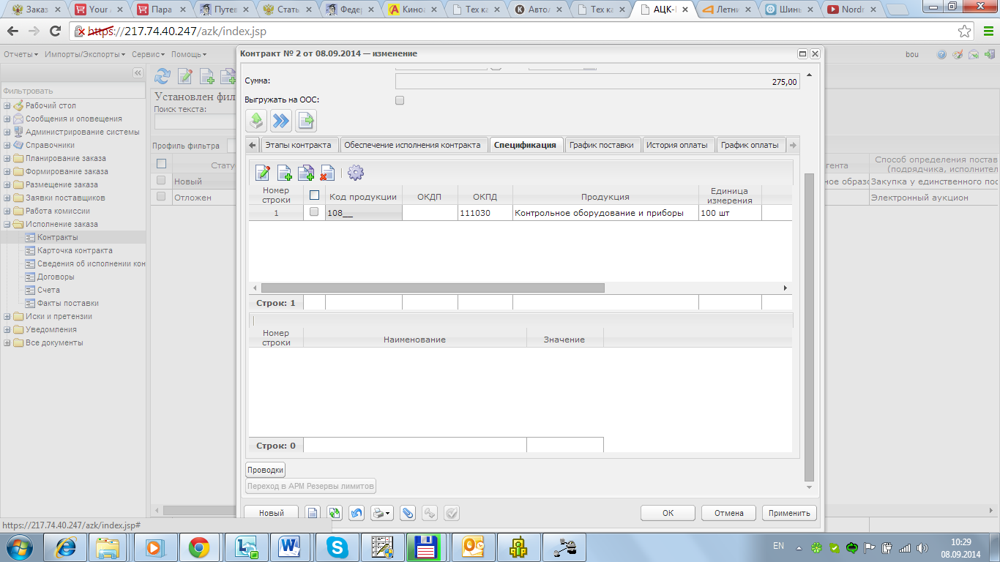 Заказ
Your
Пара
Путев
Стать
Федер
Киноа
Тех ка
Автол
Тех ка
АЦК-
Летни
Шинь
Nordr
https://217.74.40.247/azk/index.jsp
Отчеты Импорты/Экспорты Сервис Помощь
bou
Контракт № 2 от 08.09.2014 — изменение
Фильтровать
Рабочий стол
Сообщения и оповещения
Администрирование системы
Справочники
Планирование заказа
Формирование заказа
Размещение заказа
Заявки поставщиков
Работа комиссии
Исполнение заказа
Контракты
Карточка контракта
Сведения об исполнении кон
Договоры
Счета
Факты поставки
Иски и претензии
Уведомления
Все документы
Установлен фил
Поиск текста:
Профиль фильтра
Стату
Новый
Отложен
Сумма: 275,00
Выгружать на ООС:
Этапы контракта Обеспечение исполнения контракта Спецификация График поставки История оплаты График оплаты
Номер строки Код продукции ОКДП ОКПД Продукция Единица измерения
1 108__ 111030 Контрольное оборудование и приборы 100 шт
Строк: 1
Номер строки Наименование Значение
Строк: 0
Проводки
Переход в АРМ Резервы лимитов
Новый ОК Отмена Применить
гента Способ определения постав
(подрядчика, исполнител
ное образо Закупка у единственного пос
Электронный аукцион
https://217.74.40.247/azk/index.jsp#
EN
10:29
08.09.2014